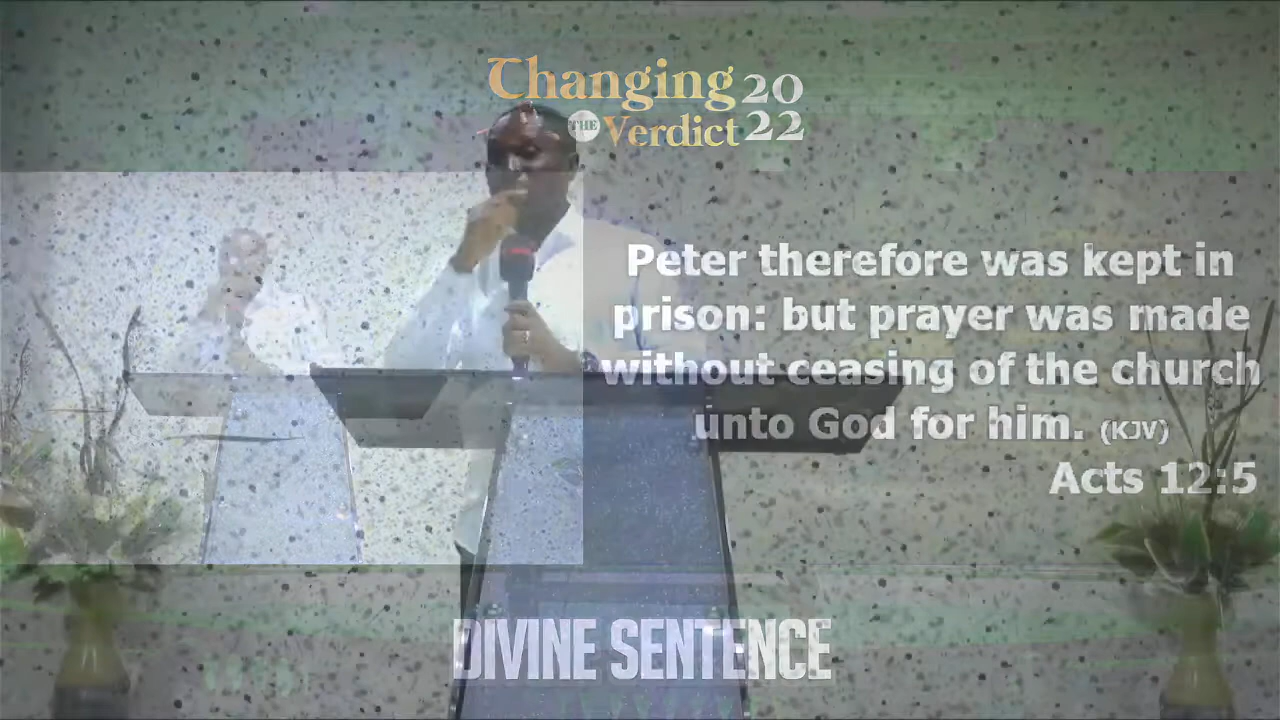 Changing 20
THE Verdict 22
Peter therefore was kept in
prison: but prayer was made
without ceasing of the church
unto God for him. (KJV)
Acts 12:5
DIVINE SENTENCE